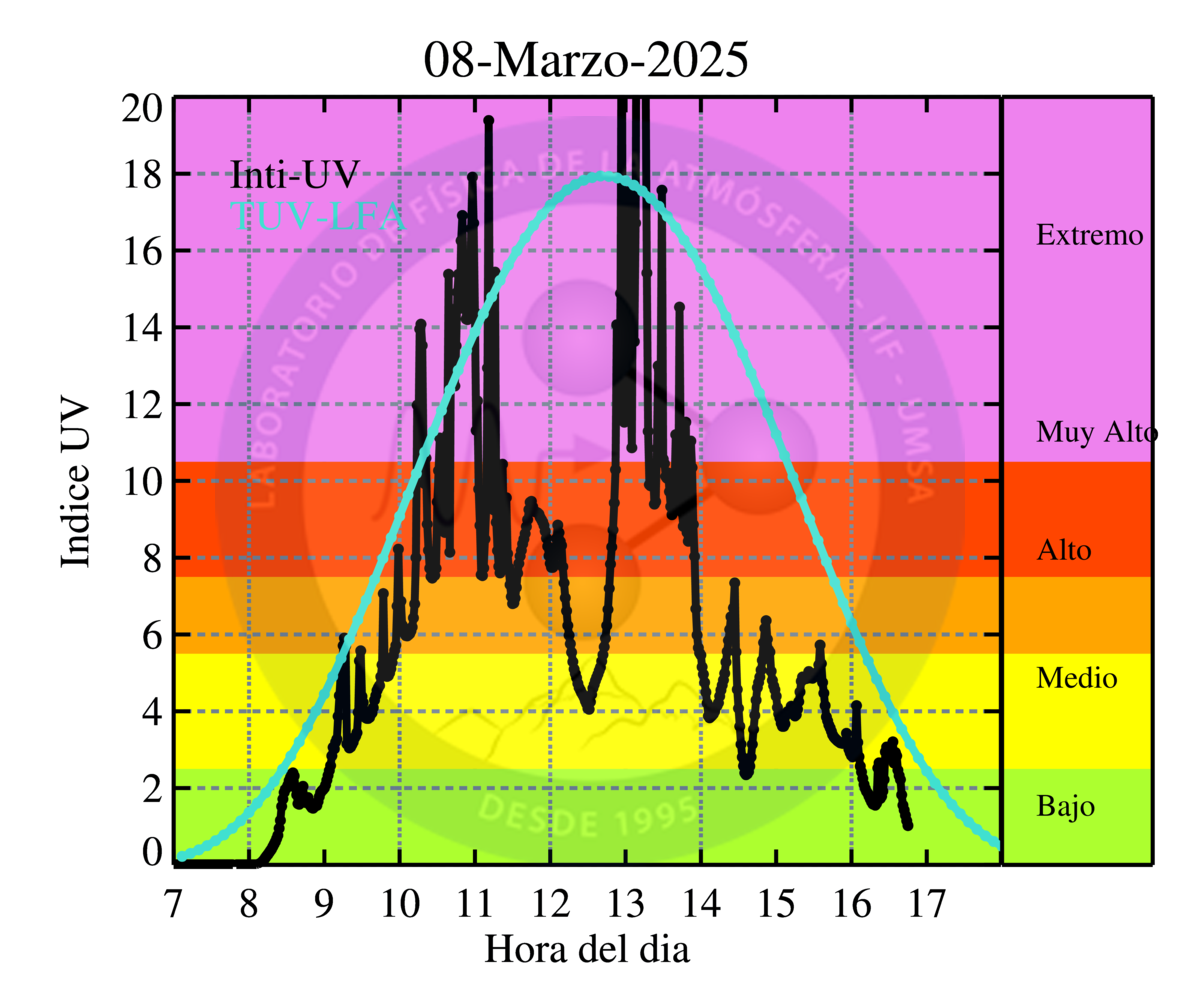 08-Marzo-2025
Indice UV
20
18
16
14
12
10
8
6
4
2
0
Inti-UV
TUV-LFA
LABORATORIO DE FÍSICA DE LA ATMÓSFERA - IIF - UMSA
DESDE 1995
Extremo
Muy Alto
Alto
Medio
Bajo
7 8 9 10 11 12 13 14 15 16 17
Hora del dia